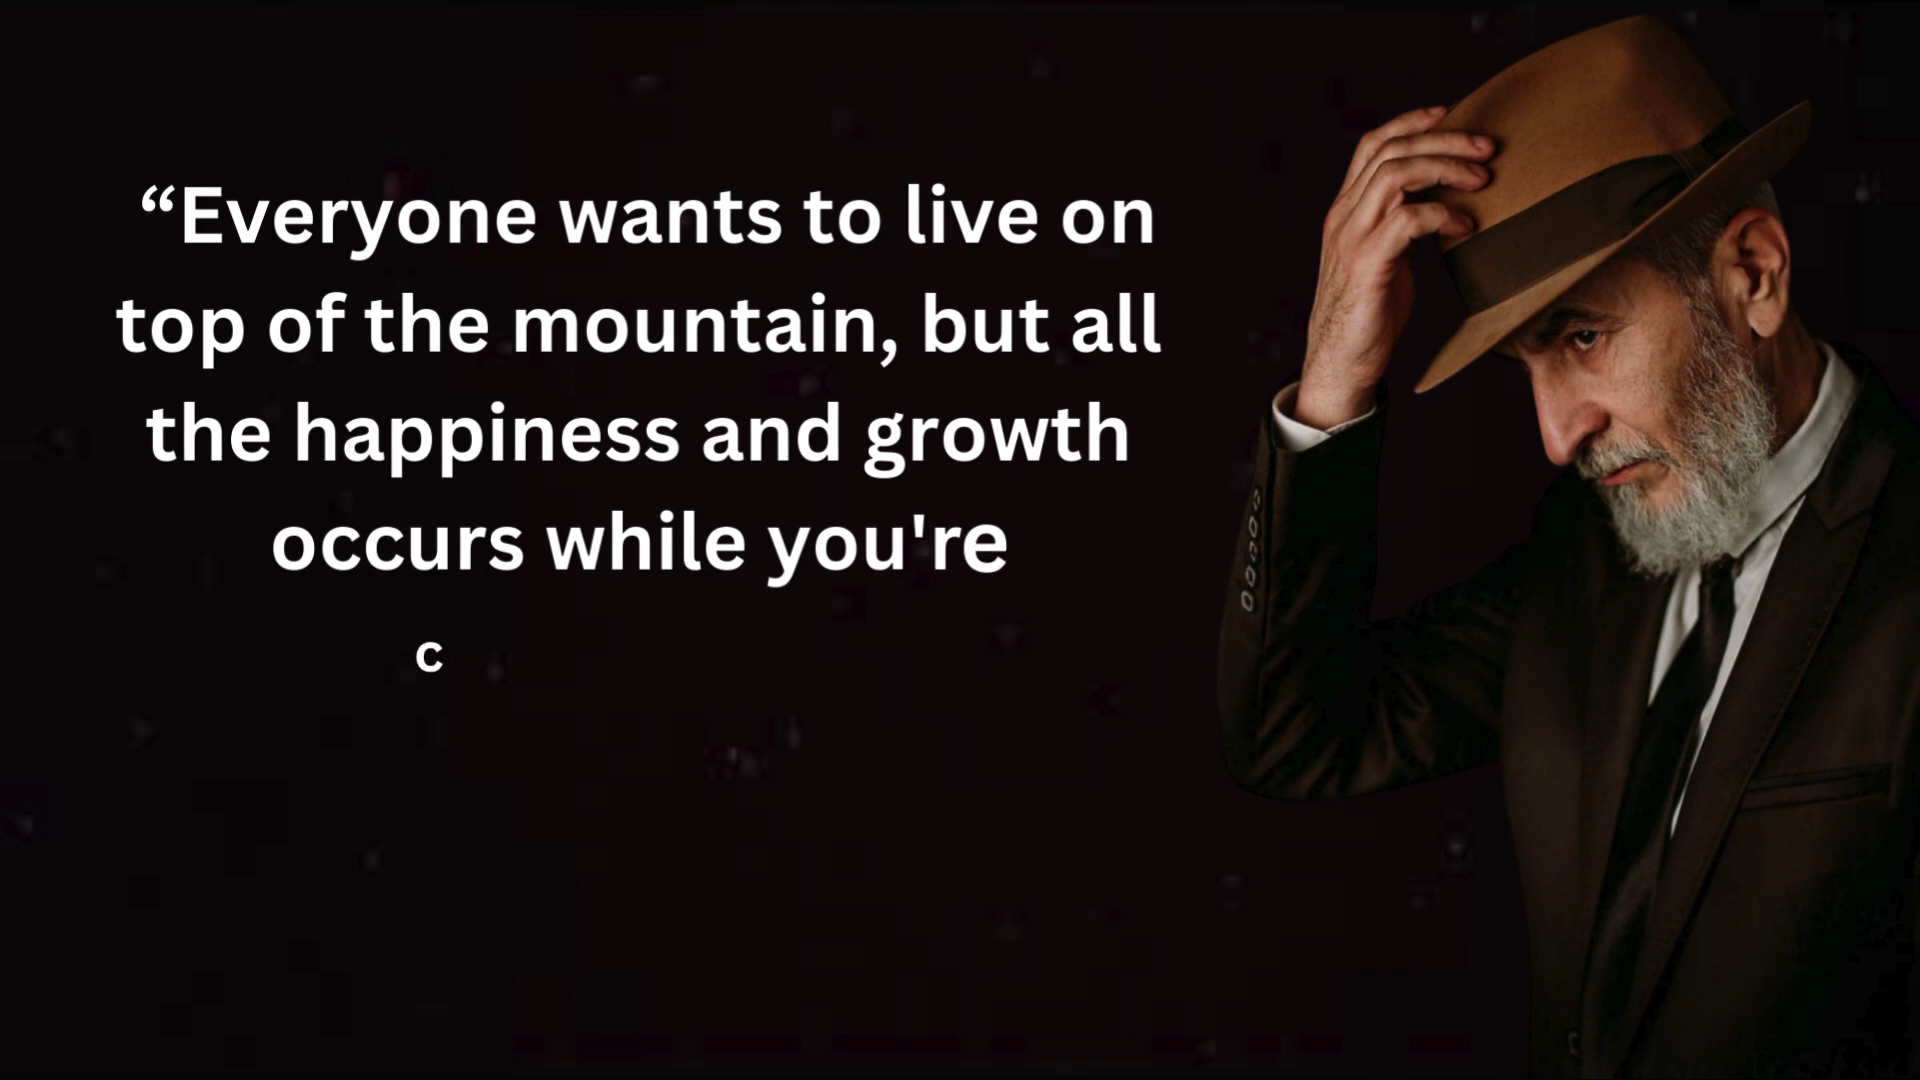 “Everyone wants to live on
top of the mountain, but all
the happiness and growth
occurs while you're
c